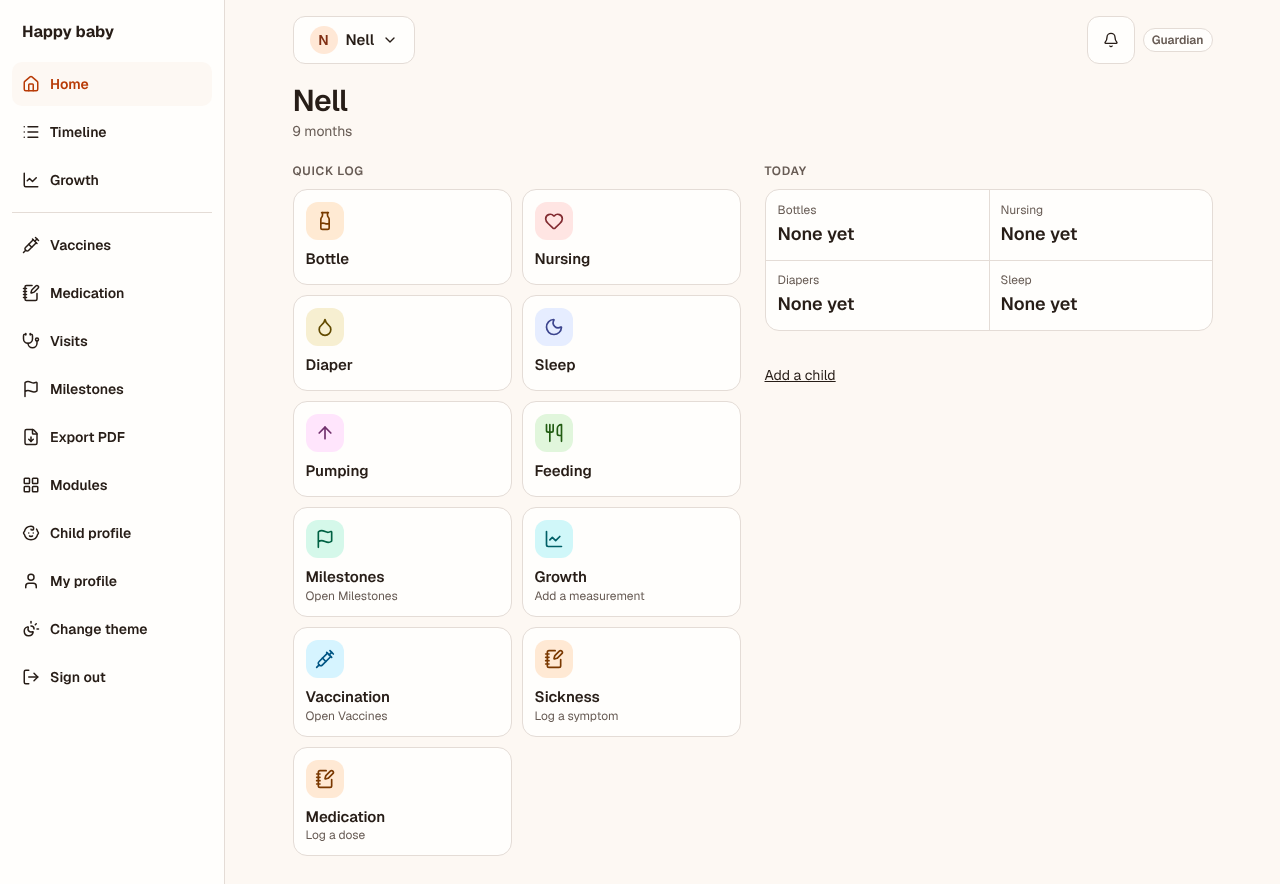 Happy baby
Home
Timeline
Growth
Vaccines
Medication
Visits
Milestones
Export PDF
Modules
Child profile
My profile
Change theme
Sign out
N Nell
Guardian
Nell
9 months
QUICK LOG
Bottle
Nursing
Diaper
Sleep
Pumping
Feeding
Milestones
Open Milestones
Growth
Add a measurement
Vaccination
Open Vaccines
Sickness
Log a symptom
Medication
Log a dose
TODAY
Bottles
None yet
Nursing
None yet
Diapers
None yet
Sleep
None yet
Add a child